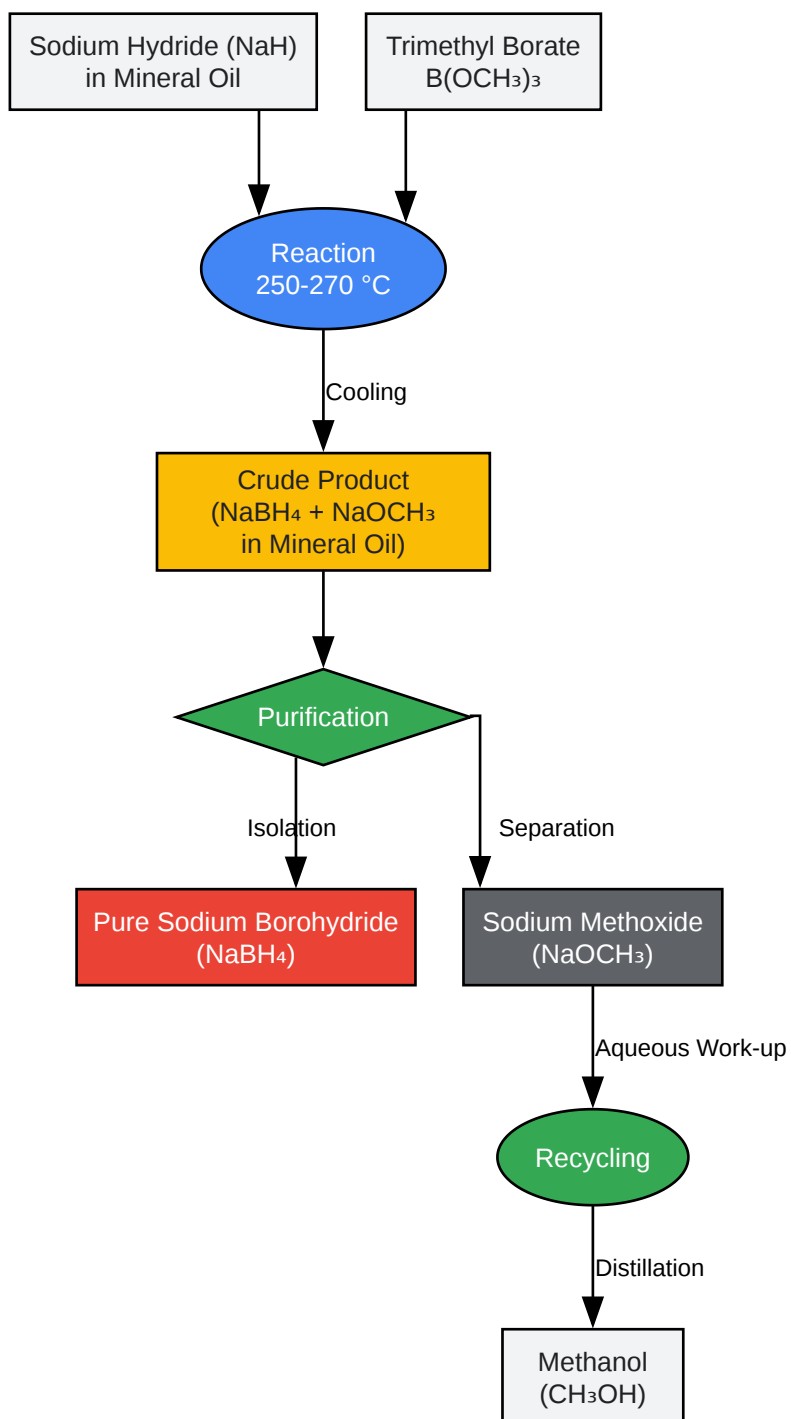 Sodium Hydride (NaH)
in Mineral Oil
Trimethyl Borate
B(OCH₃)₃
Reaction
250-270 °C
Cooling
Crude Product
(NaBH₄ + NaOCH₃
in Mineral Oil)
Purification
Isolation
Separation
Pure Sodium Borohydride
(NaBH₄)
Sodium Methoxide
(NaOCH₃)
Aqueous Work-up
Recycling
Distillation
Methanol
(CH₃OH)